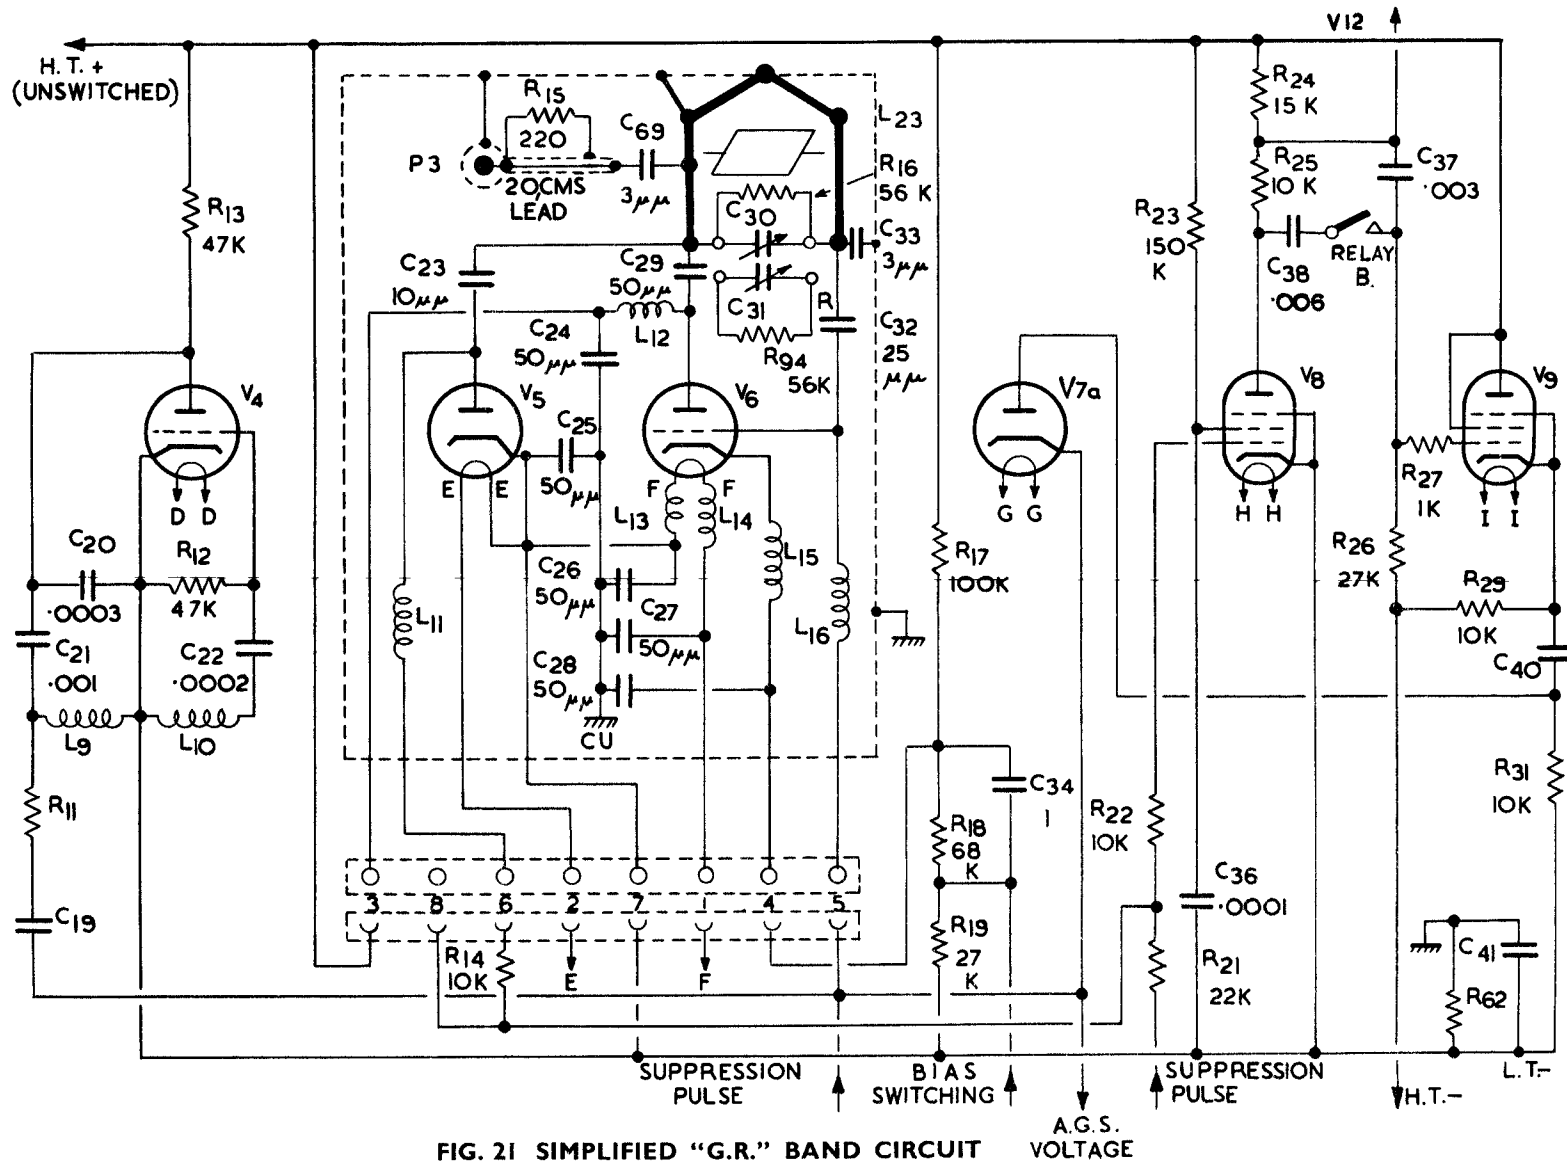 V12
H.T.+
(UNSWITCHED)
R15
220
C69
3μμ
P3
20.CMS
LEAD
L23
R16
56 K
C30
C33
3μμ
R24
15 K
R25
10 K
C37
.003
R13
47K
C23
10μμ
C29
50μμ
C31
R
C32
25
μμ
R94
56K
R23
150
K
C38
.006
RELAY
B.
L12
C24
50μμ
V4
V5
V6
V7a
V8
V9
C25
50μμ
E E
F F
L13
L14
G G
H H
I I
D D
R27
1K
C20
.0003
R12
47K
C26
50μμ
L15
R17
100K
R26
27K
R29
10K
L11
C27
50μμ
L16
C21
.001
C22
.0002
C28
50μμ
C40
L9
L10
CU
R11
C34
1
R22
10K
R31
10K
R18
68
K
3 8 6 2 7 1 4 5
C36
.0001
C19
R14
10K
E
F
R19
27
K
R21
22K
C41
R62
SUPPRESSION
PULSE
BIAS
SWITCHING
SUPPRESSION
PULSE
L.T.-
H.T.-
A.G.S.
VOLTAGE
FIG. 21 SIMPLIFIED “G.R.” BAND CIRCUIT